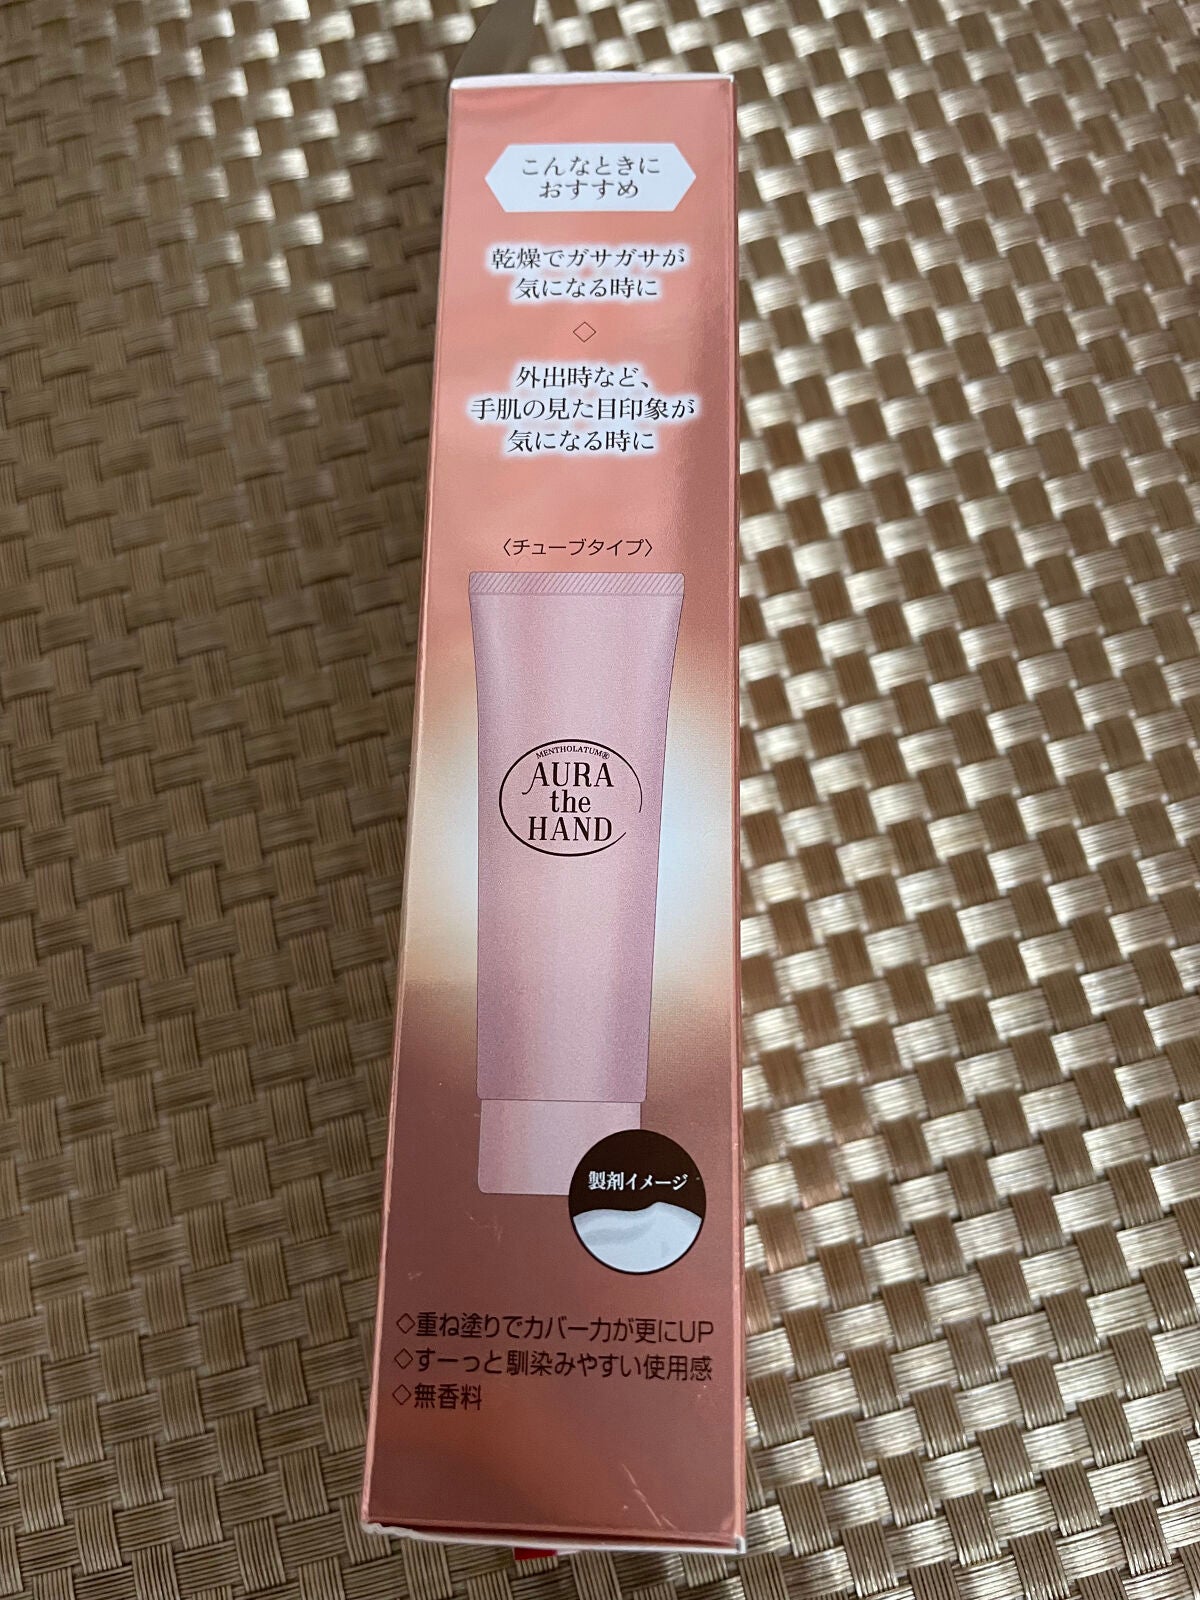 こんなときに
おすすめ
乾燥でガサガサが
気になる時に
◇
外出時など、
手肌の見た目印象が
気になる時に
〈チューブタイプ〉
MENTHOLATUM®
AURA
the
HAND
製剤イメージ
◇重ね塗りでカバー力が更にUP
◇すーっと馴染みやすい使用感
◇無香料